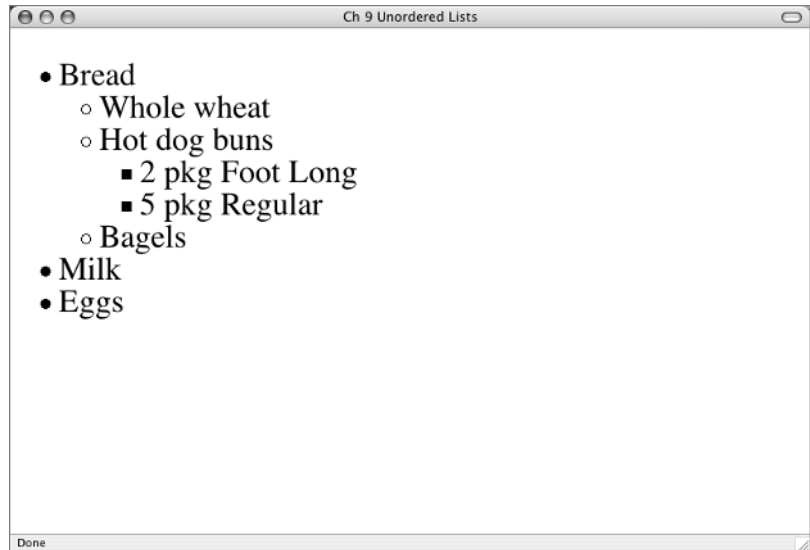 Ch 9 Unordered Lists
Bread
Whole wheat
Hot dog buns
2 pkg Foot Long
5 pkg Regular
Bagels
Milk
Eggs
Done